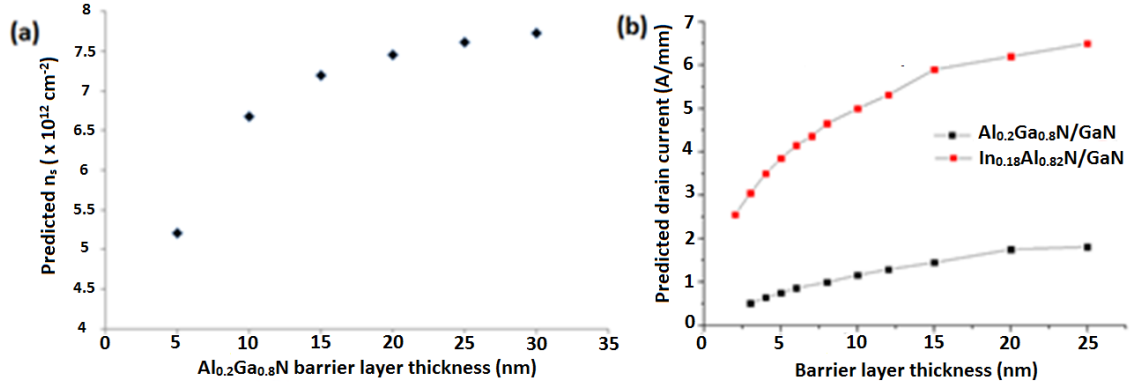 (a)
8
7.5
7
6.5
6
5.5
5
4.5
4
0 5 10 15 20 25 30 35
Predicted nₛ ( x 10¹² cm⁻²)
Al₀.₂Ga₀.₈N barrier layer thickness (nm)
(b)
7
6
5
4
3
2
1
0
0 5 10 15 20 25
Predicted drain current (A/mm)
Al₀.₂Ga₀.₈N/GaN
In₀.₁₈Al₀.₈₂N/GaN
Barrier layer thickness (nm)